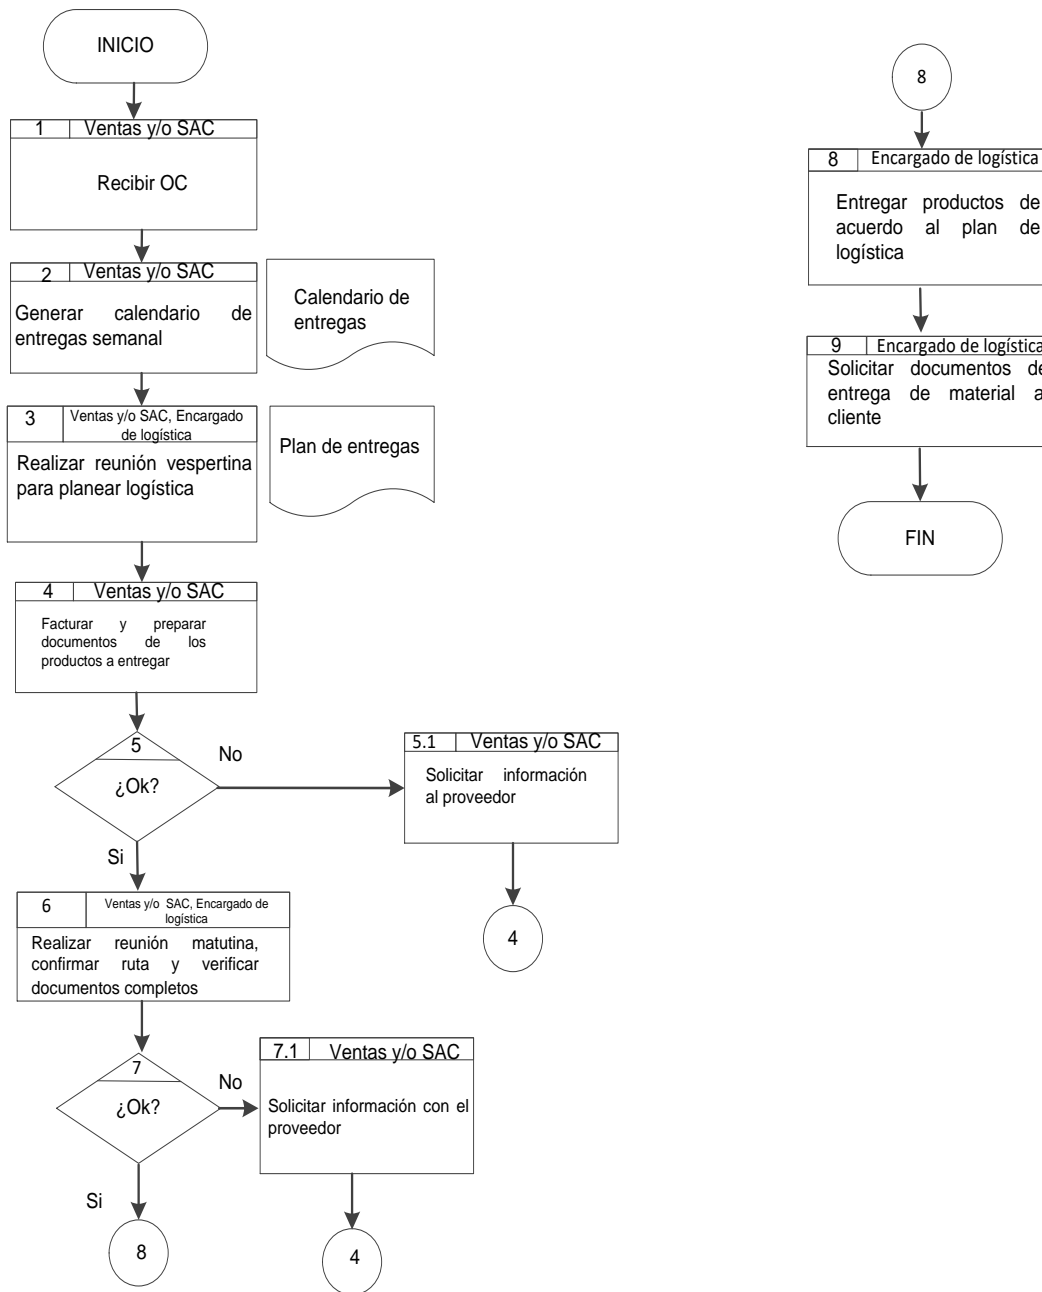 INICIO
1 Ventas y/o SAC
Recibir OC
2 Ventas y/o SAC
Generar calendario de
entregas semanal
Calendario de
entregas
3 Ventas y/o SAC, Encargado
de logística
Realizar reunión vespertina
para planear logística
Plan de entregas
4 Ventas y/o SAC
Facturar y preparar
documentos de los
productos a entregar
5
¿Ok?
No
Si
5.1 Ventas y/o SAC
Solicitar información
al proveedor
4
6 Ventas y/o SAC, Encargado de
logística
Realizar reunión matutina,
confirmar ruta y verificar
documentos completos
7
¿Ok?
No
Si
7.1 Ventas y/o SAC
Solicitar información con el
proveedor
8
4
8
8 Encargado de logística
Entregar productos de
acuerdo al plan de
logística
9 Encargado de logística
Solicitar documentos de
entrega de material a
cliente
FIN